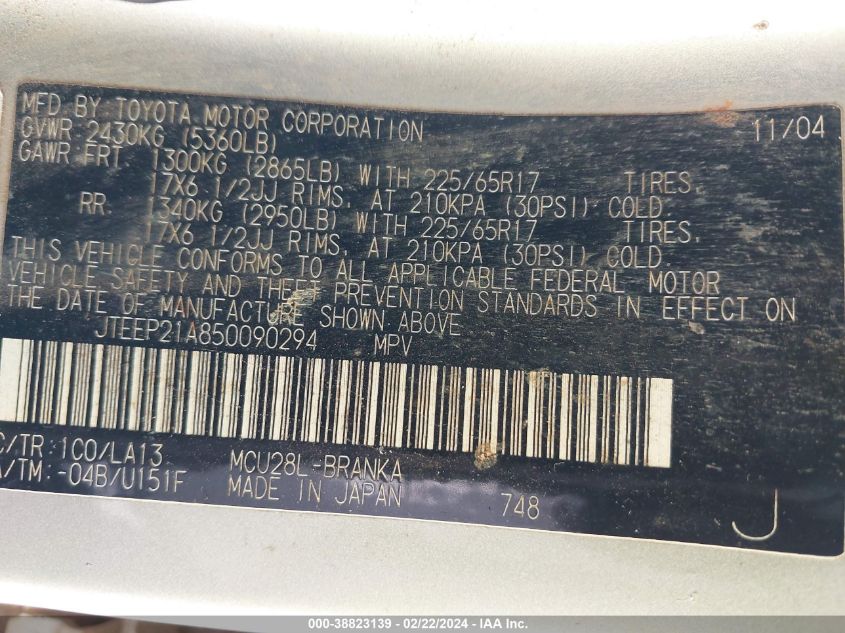 MFD BY TOYOTA MOTOR CORPORATION 11/04
GVWR 2430KG (5360LB)
GAWR FRT 1300KG (2865LB) WITH 225/65R17 TIRES,
17X6 1/2JJ RIMS, AT 210KPA (30PSI) COLD.
RR 1340KG (2950LB) WITH 225/65R17 TIRES,
17X6 1/2JJ RIMS, AT 210KPA (30PSI) COLD.
THIS VEHICLE CONFORMS TO ALL APPLICABLE FEDERAL MOTOR
VEHICLE SAFETY AND THEFT PREVENTION STANDARDS IN EFFECT ON
THE DATE OF MANUFACTURE SHOWN ABOVE
JTEEP21A850090294 MPV
C/TR:1C0/LA13 MCU28L-BRANKA
A/TM:-04B/U151F MADE IN JAPAN 748 J
000-38823139 - 02/22/2024 - IAA Inc.